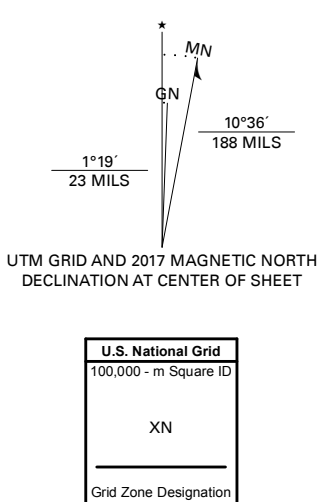 ★
MN
GN
10°36´
188 MILS
1°19´
23 MILS
UTM GRID AND 2017 MAGNETIC NORTH
DECLINATION AT CENTER OF SHEET
U.S. National Grid
100,000 - m Square ID
XN
Grid Zone Designation